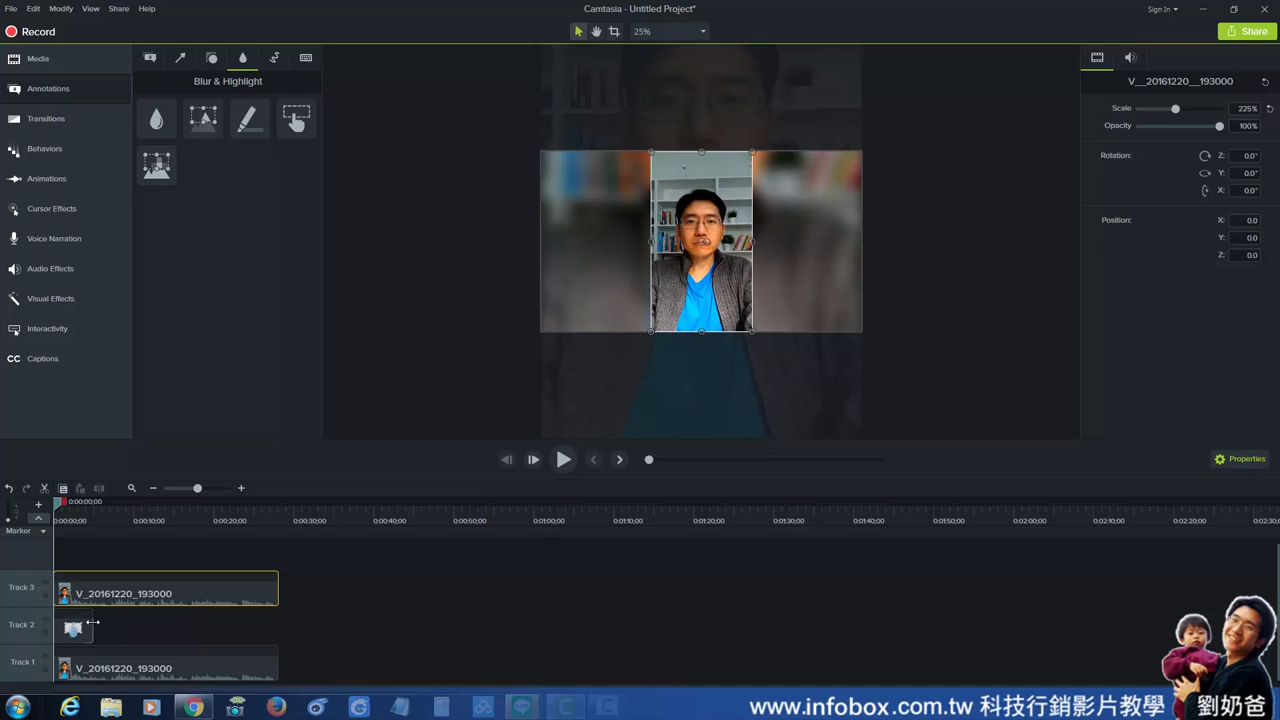 Camtasia - Untitled Project*
File Edit Modify View Share Help
Sign In
Record
25%
Share
Media
Annotations
Transitions
Behaviors
Animations
Cursor Effects
Voice Narration
Audio Effects
Visual Effects
Interactivity
CC Captions
Blur & Highlight
V__20161220__193000
Scale 225%
Opacity 100%
Rotation: Z: 0.0°
Y: 0.0°
X: 0.0°
Position: X: 0.0
Y: 0.0
Z: 0.0
Properties
0:00:00;00
0:00:00;00 0:00:10;00 0:00:20;00 0:00:30;00 0:00:40;00 0:00:50;00 0:01:00;00 0:01:10;00 0:01:20;00 0:01:30;00 0:01:40;00 0:01:50;00 0:02:00;00 0:02:10;00 0:02:20;00 0:02:30;0
Marker
Track 3 V_20161220_193000
Track 2
Track 1 V_20161220_193000
www.infobox.com.tw 科技行銷影片教學 劉奶爸